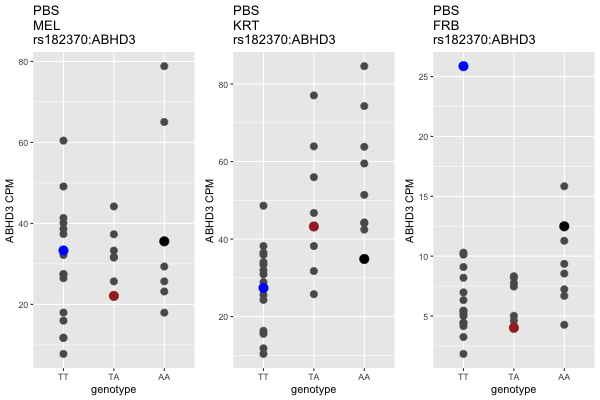 PBS
MEL
rs182370:ABHD3
80
60
40
20
ABHD3 CPM
TT TA AA
genotype
PBS
KRT
rs182370:ABHD3
80
60
40
20
ABHD3 CPM
TT TA AA
genotype
PBS
FRB
rs182370:ABHD3
25
20
15
10
5
ABHD3 CPM
TT TA AA
genotype